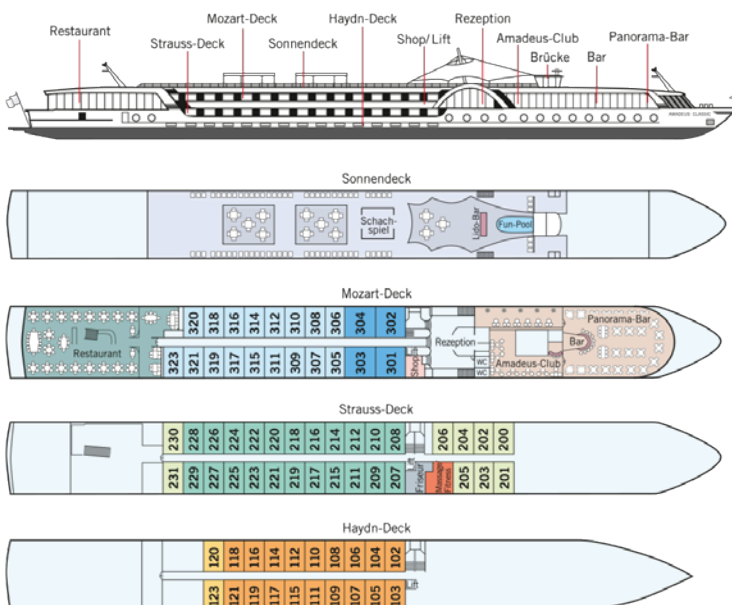 Restaurant
Mozart-Deck
Strauss-Deck
Sonnendeck
Haydn-Deck
Shop/Lift
Rezeption
Amadeus-Club
Brücke
Bar
Panorama-Bar
AMADEUS CLASSIC
Sonnendeck
Schach-
spiel
Lido-Bar
Fun-Pool
Mozart-Deck
320 318 316 314 312 310 308 306 304 302
Restaurant
323 321 319 317 315 311 309 307 305 303 301
Shop
Rezeption
WC
WC
Amadeus-Club
Bar
Panorama-Bar
Strauss-Deck
230 228 226 224 222 220 218 216 214 212 210 208 206 204 202 200
231 229 227 225 223 221 219 217 215 211 209 207
Lift
Friseur
Massage
Fitness
205 203 201
Haydn-Deck
120 118 116 114 112 110 108 106 104 102
123 121 119 117 115 111 109 107 105 103
Lift